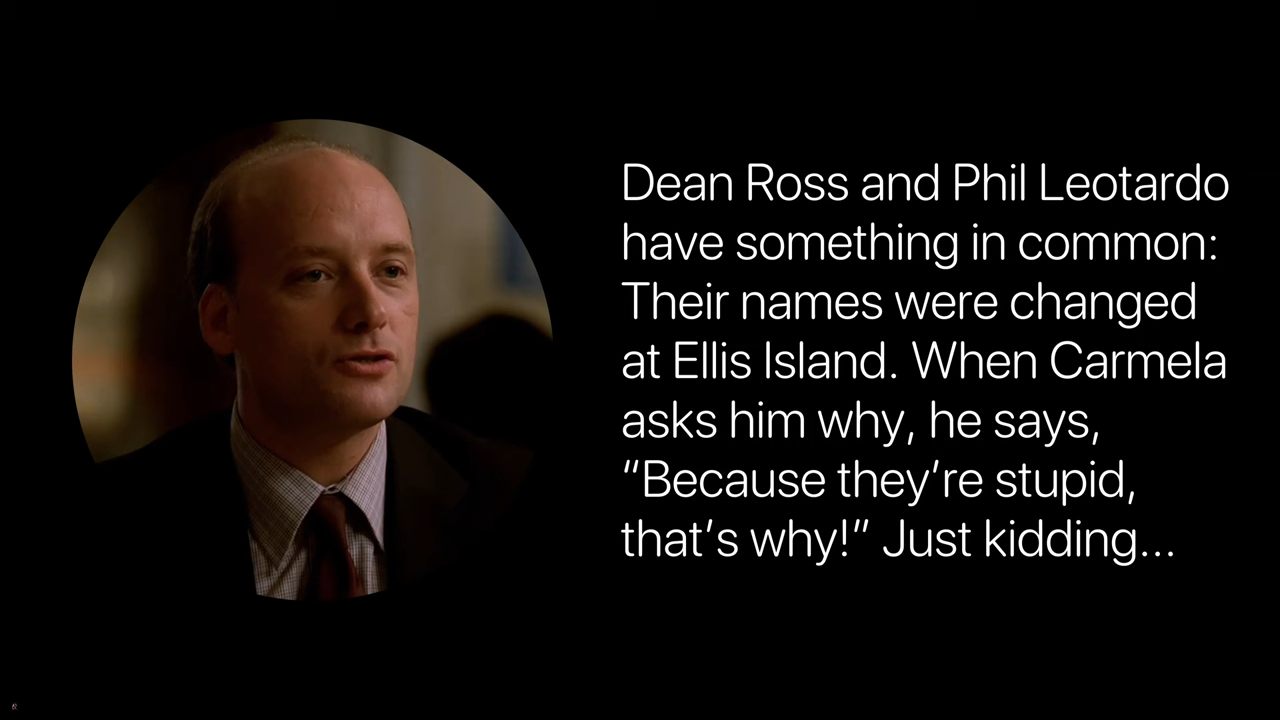 Dean Ross and Phil Leotardo
have something in common:
Their names were changed
at Ellis Island. When Carmela
asks him why, he says,
“Because they’re stupid,
that’s why!” Just kidding...